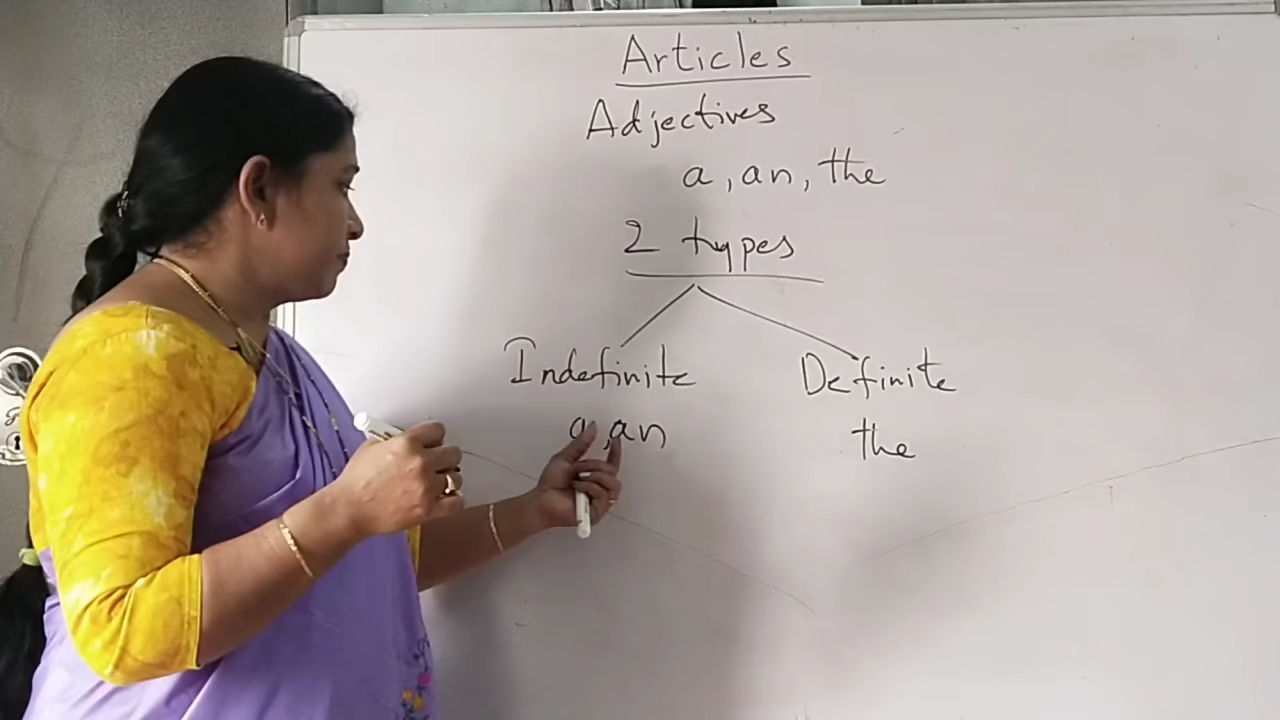 Articles
Adjectives
a, an, the
2 types
Indefinite Definite
a, an the